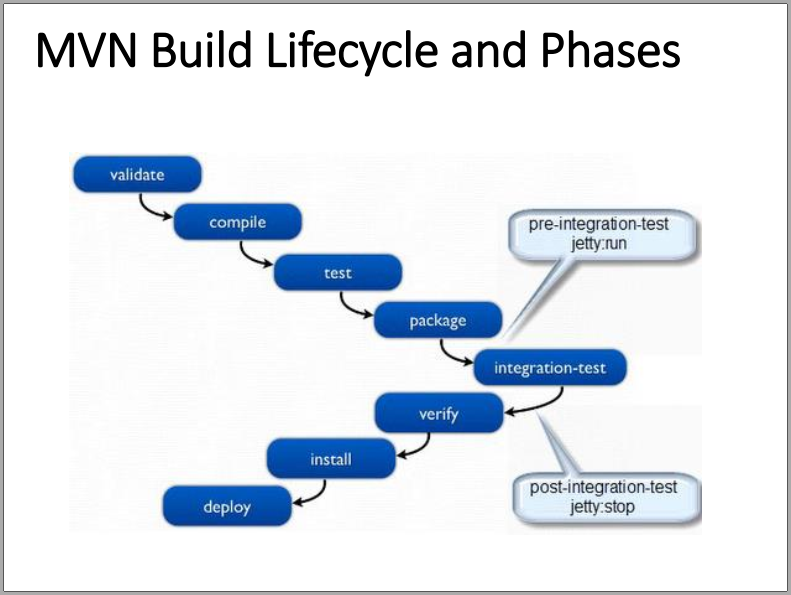 MVN Build Lifecycle and Phases
validate
compile
test
package
pre-integration-test
jetty:run
integration-test
verify
install
deploy
post-integration-test
jetty:stop